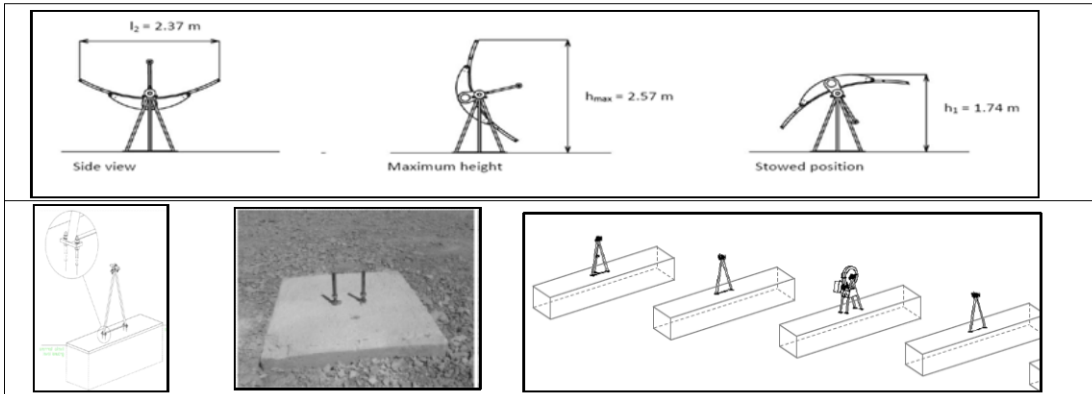 l₂ = 2.37 m
hmax = 2.57 m
h₁ = 1.74 m
Side view
Maximum height
Stowed position